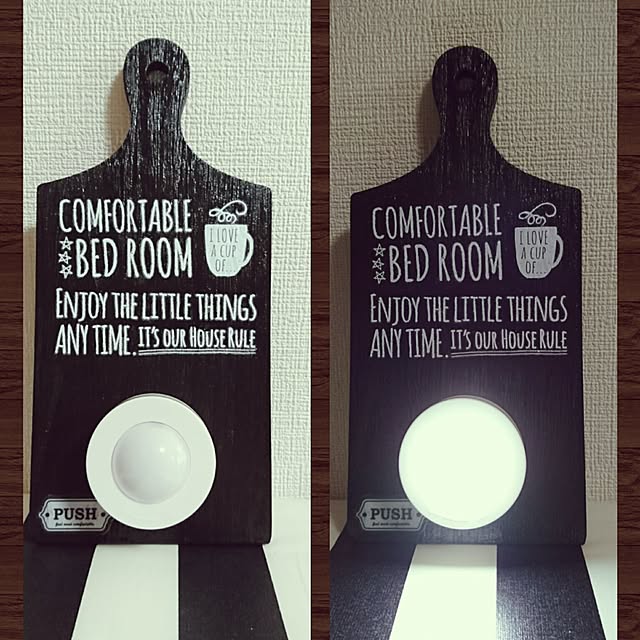 COMFORTABLE
BED ROOM
I LOVE
A CUP
OF...
ENJOY THE LITTLE THINGS
ANY TIME. IT'S OUR HOUSE RULE
PUSH
COMFORTABLE
BED ROOM
I LOVE
A CUP
OF...
ENJOY THE LITTLE THINGS
ANY TIME. IT'S OUR HOUSE RULE
PUSH